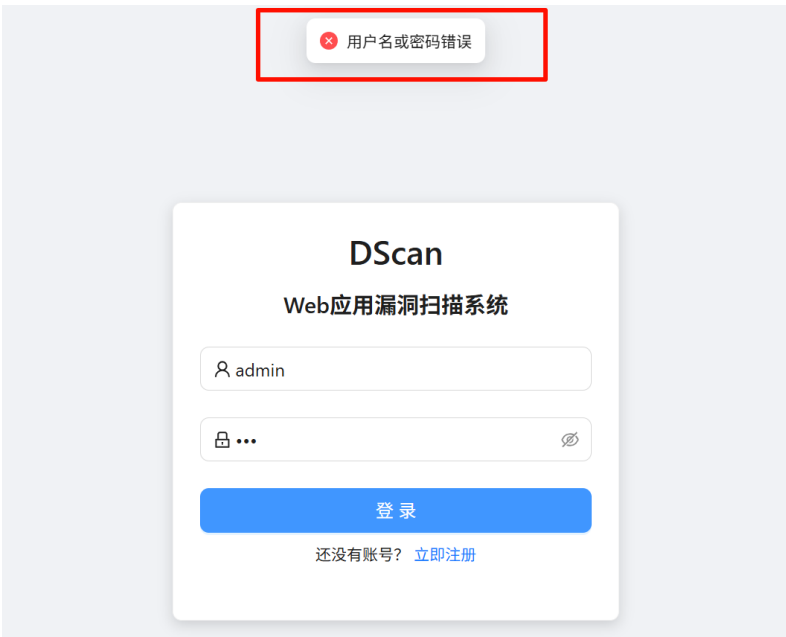 用户名或密码错误
DScan
Web应用漏洞扫描系统
admin
•••
登 录
还没有账号? 立即注册